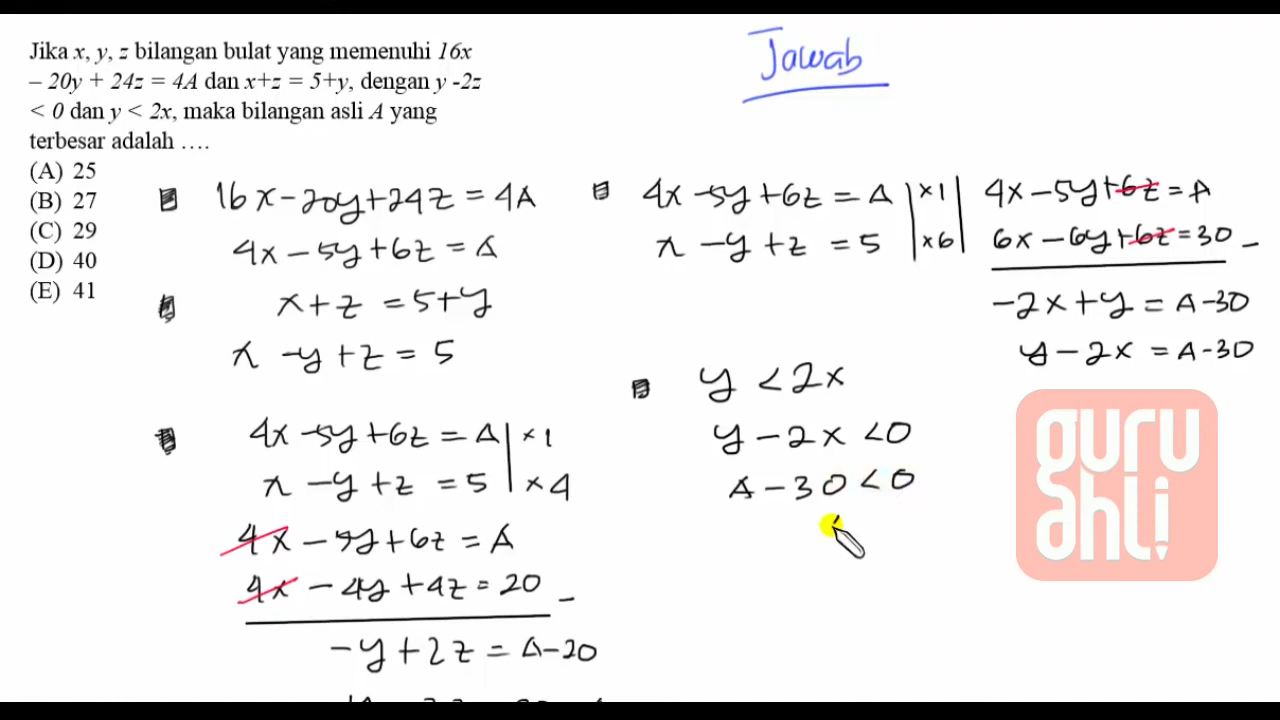 Jika x, y, z bilangan bulat yang memenuhi 16x
– 20y + 24z = 4A dan x+z = 5+y, dengan y -2z
< 0 dan y < 2x, maka bilangan asli A yang
terbesar adalah ….
(A) 25
(B) 27
(C) 29
(D) 40
(E) 41
Jawab
16x-20y+24z = 4A
4x-5y+6z = A
x+z = 5+y
x -y +z = 5
4x -5y+6z = A | ×1
x -y +z = 5 | ×4
4x - 5y+6z = A
4x - 4y +4z = 20 -
-y +2z = A-20
4x -5y +6z = A | ×1 |
x -y +z = 5 | ×6 |
4x -5y+6z = A
6x -6y+6z = 30 -
-2x +y = A-30
y - 2x = A-30
y < 2x
y - 2x < 0
A - 30 < 0
guru
ahli